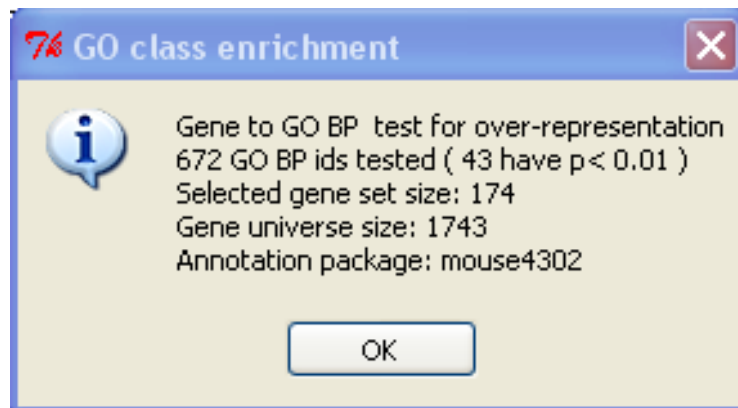 GO class enrichment
Gene to GO BP  test for over-representation
672 GO BP ids tested ( 43 have p< 0.01 )
Selected gene set size: 174
Gene universe size: 1743
Annotation package: mouse4302
OK